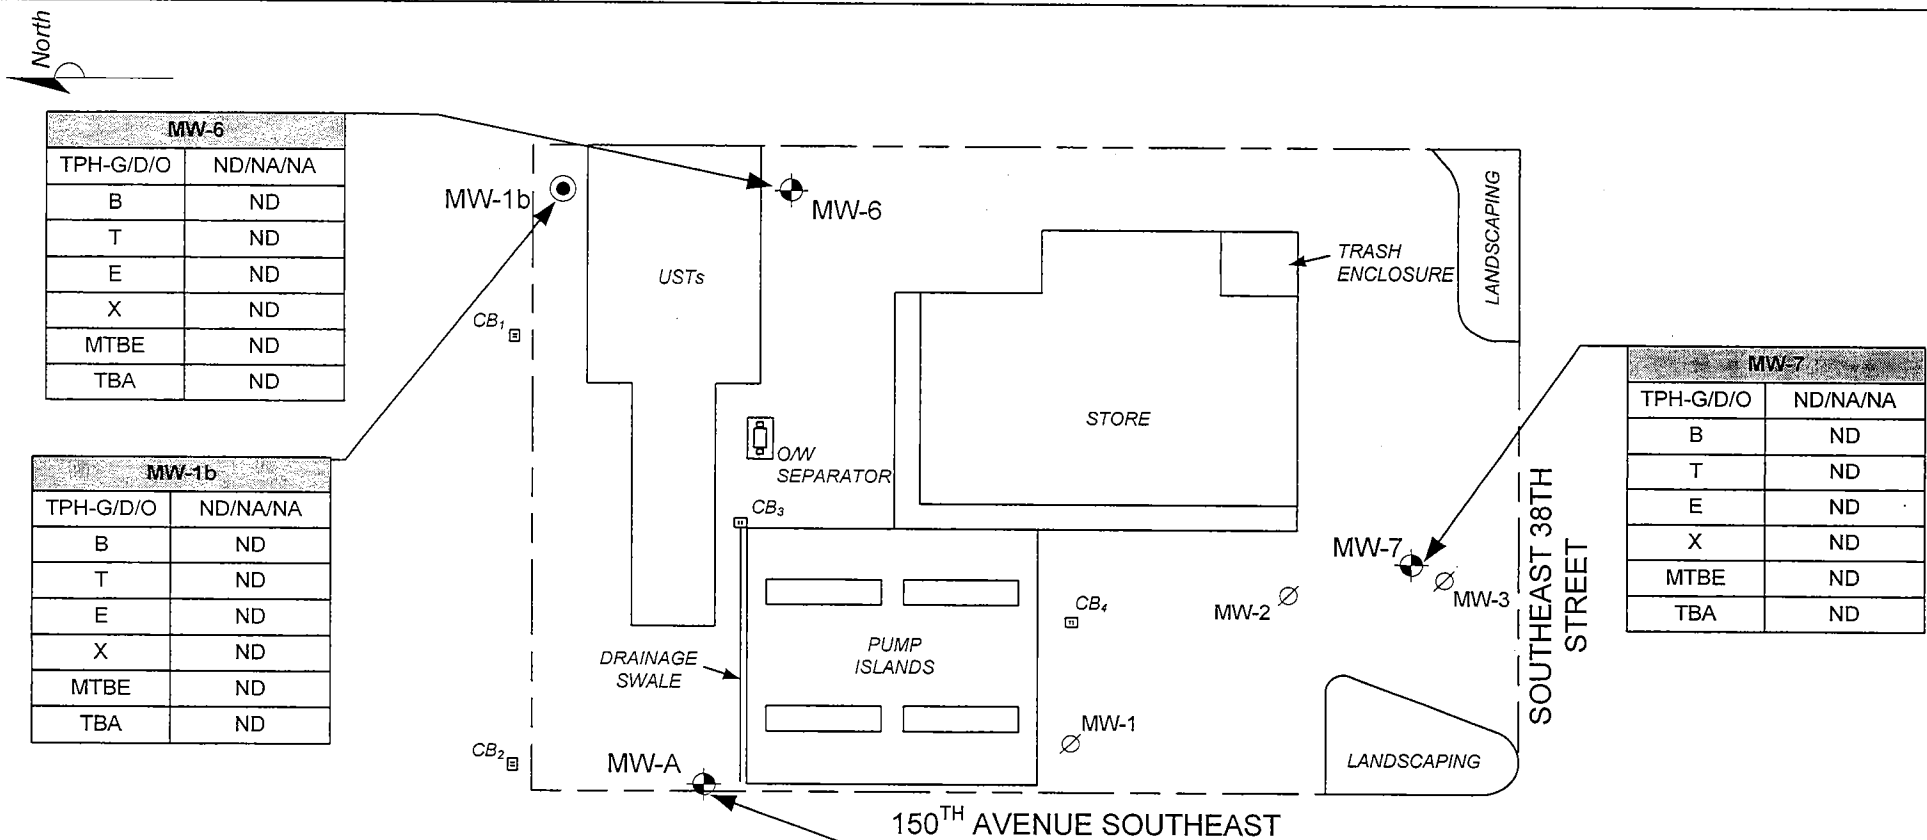 North
MW-6
TPH-G/D/O ND/NA/NA
B ND
T ND
E ND
X ND
MTBE ND
TBA ND
MW-1b
TPH-G/D/O ND/NA/NA
B ND
T ND
E ND
X ND
MTBE ND
TBA ND
MW-1b
MW-6
USTs
CB1
TRASH
ENCLOSURE
LANDSCAPING
STORE
O/W
SEPARATOR
CB3
MW-7
TPH-G/D/O ND/NA/NA
B ND
T ND
E ND
X ND
MTBE ND
TBA ND
MW-7
MW-3
MW-2
CB4
DRAINAGE
SWALE
PUMP
ISLANDS
MW-1
CB2
MW-A
LANDSCAPING
SOUTHEAST 38TH
STREET
150TH AVENUE SOUTHEAST